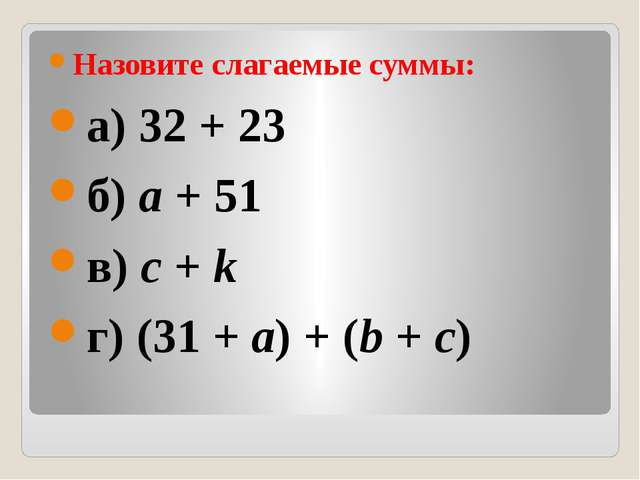 Назовите слагаемые суммы:
а) 32 + 23
б) a + 51
в) c + k
г) (31 + a) + (b + c)